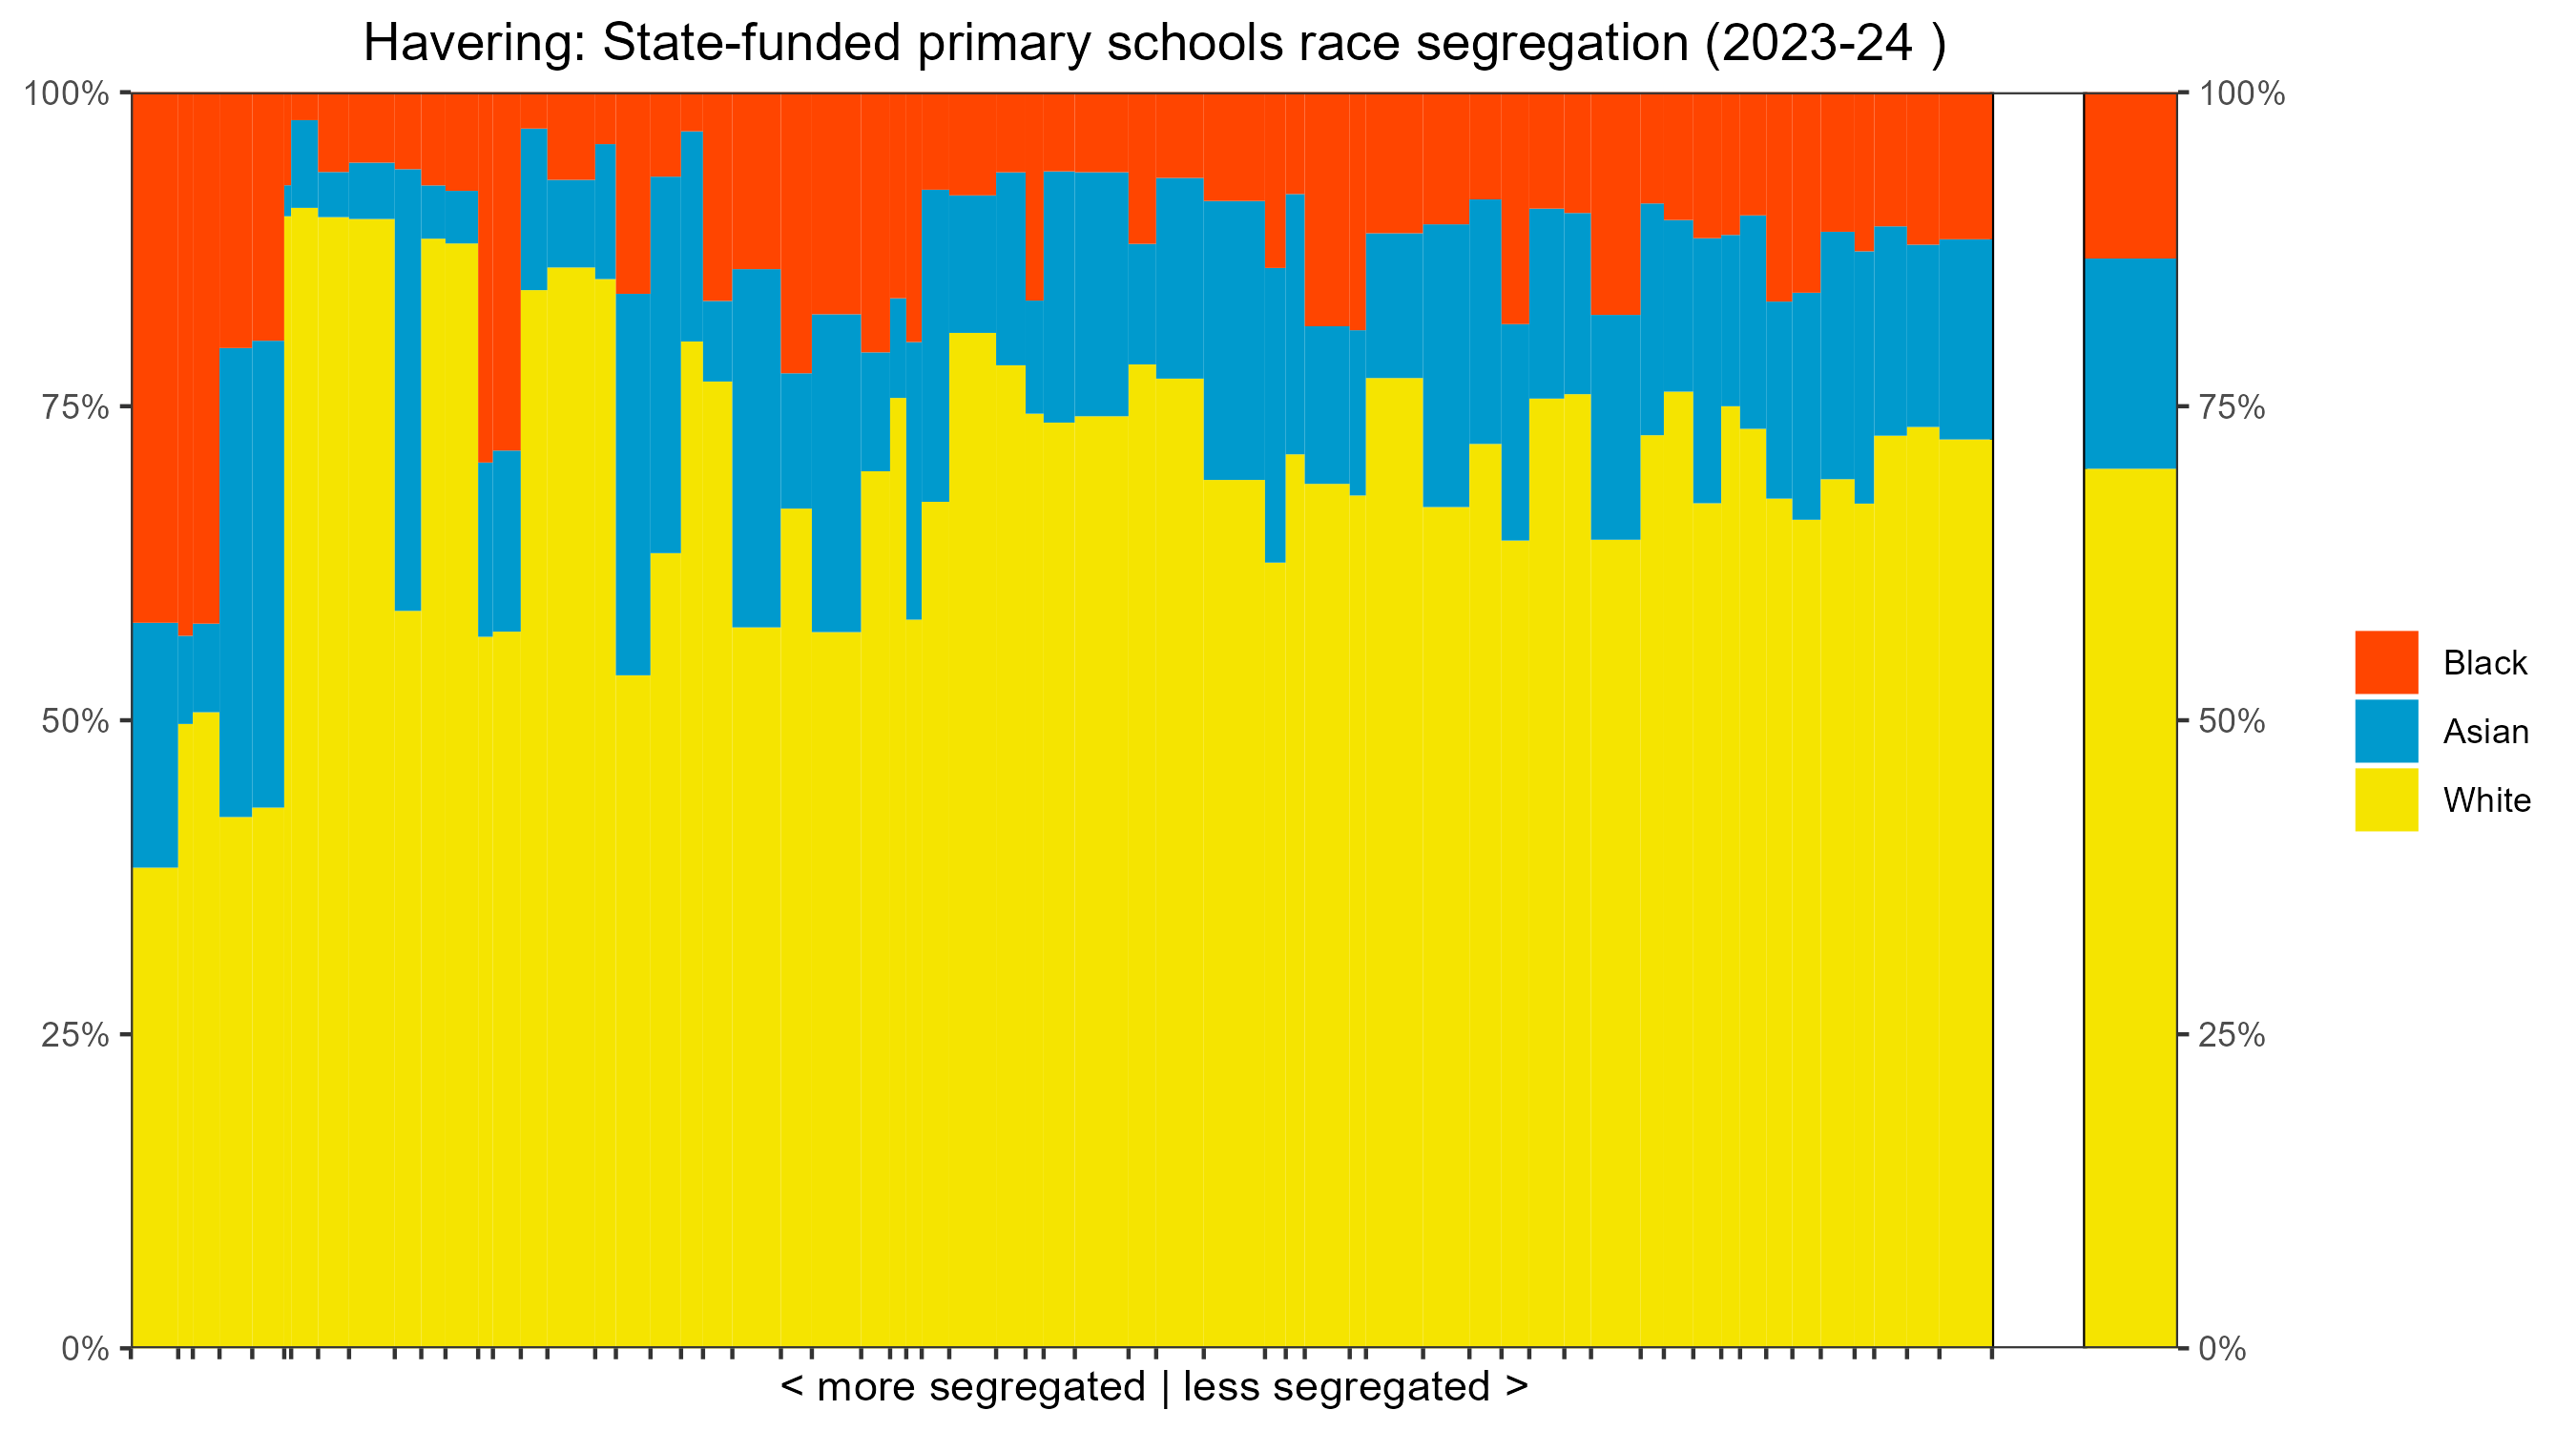 Havering: State-funded primary schools race segregation (2023-24 )
100%
75%
50%
25%
0%
100%
75%
50%
25%
0%
Black
Asian
White
< more segregated | less segregated >